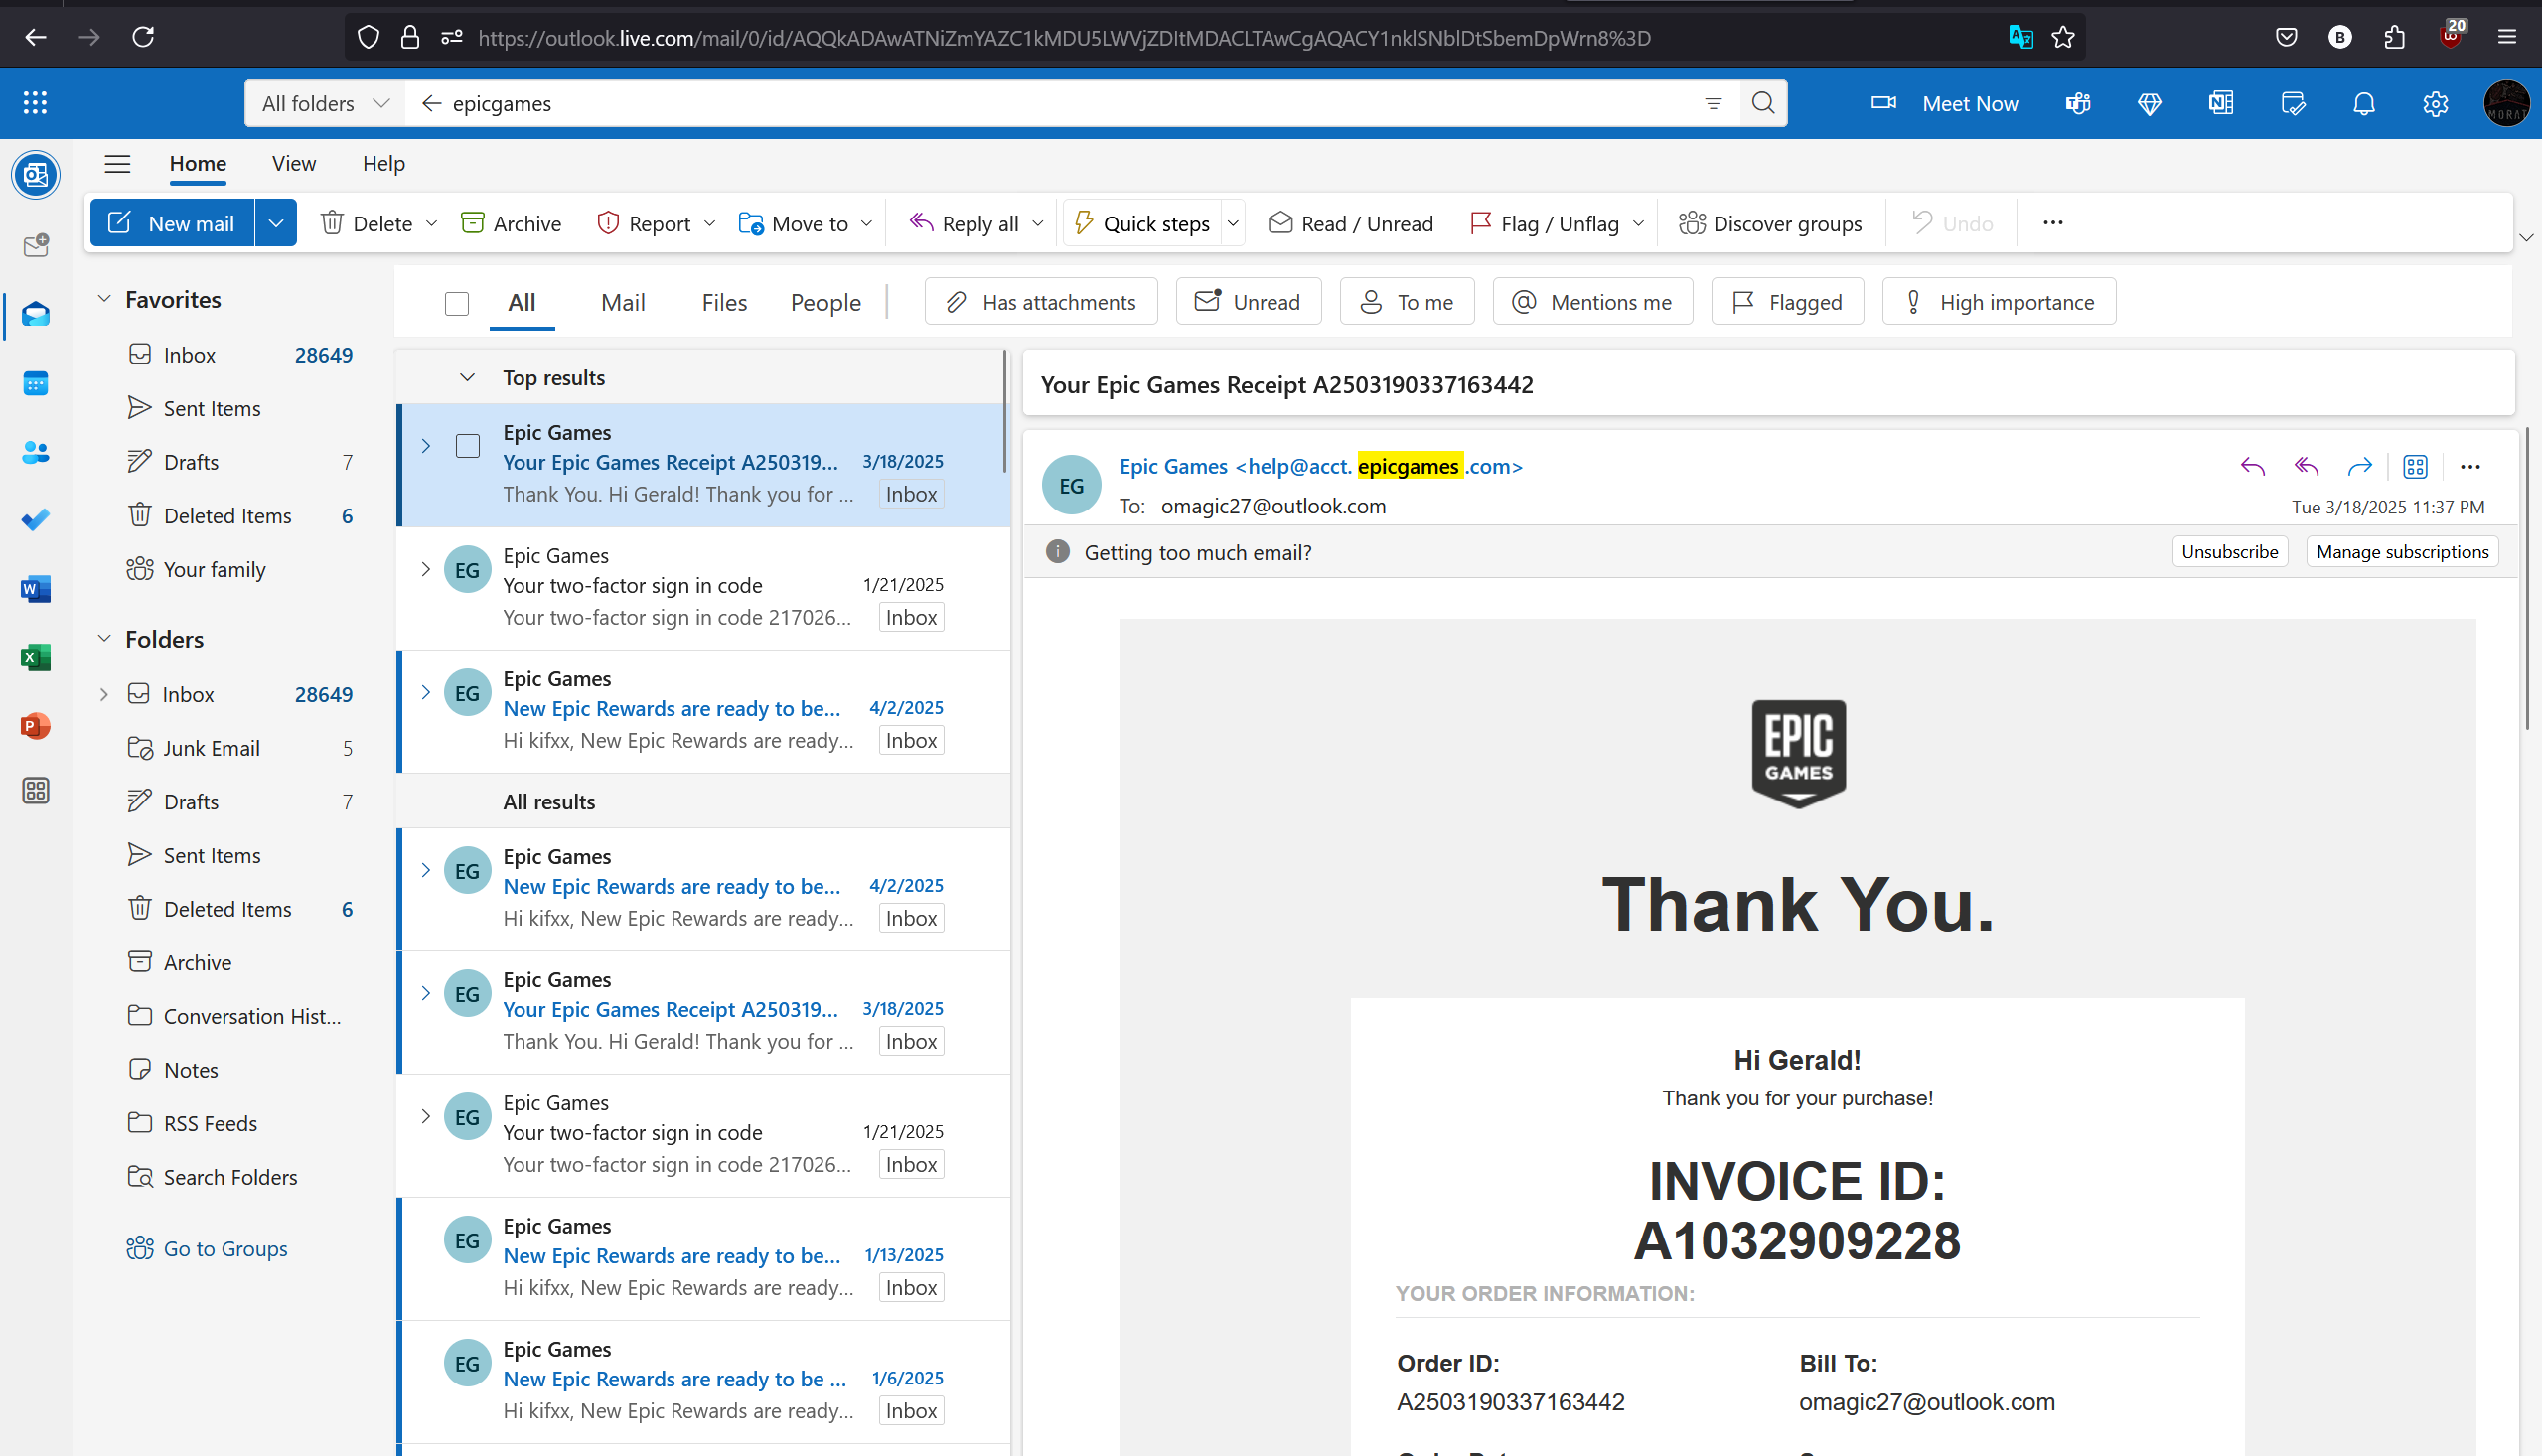 https://outlook.live.com/mail/0/id/AQQkADAwATNiZmYAZC1kMDU5LWVjZDItMDACLTAwCgAQACY1nklSNblDtSbemDpWrn8%3D
B
20
All folders
epicgames
Meet Now
MORAT
Home View Help
New mail
Delete
Archive
Report
Move to
Reply all
Quick steps
Read / Unread
Flag / Unflag
Discover groups
Undo
Favorites
Inbox 28649
Sent Items
Drafts 7
Deleted Items 6
Your family
Folders
Inbox 28649
Junk Email 5
Drafts 7
Sent Items
Deleted Items 6
Archive
Conversation Hist...
Notes
RSS Feeds
Search Folders
Go to Groups
All Mail Files People
Has attachments
Unread
To me
Mentions me
Flagged
High importance
Top results
Epic Games
Your Epic Games Receipt A250319... 3/18/2025
Thank You. Hi Gerald! Thank you for ... Inbox
EG
Epic Games
Your two-factor sign in code 1/21/2025
Your two-factor sign in code 217026... Inbox
EG
Epic Games
New Epic Rewards are ready to be... 4/2/2025
Hi kifxx, New Epic Rewards are ready... Inbox
All results
EG
Epic Games
New Epic Rewards are ready to be... 4/2/2025
Hi kifxx, New Epic Rewards are ready... Inbox
EG
Epic Games
Your Epic Games Receipt A250319... 3/18/2025
Thank You. Hi Gerald! Thank you for ... Inbox
EG
Epic Games
Your two-factor sign in code 1/21/2025
Your two-factor sign in code 217026... Inbox
EG
Epic Games
New Epic Rewards are ready to be... 1/13/2025
Hi kifxx, New Epic Rewards are ready... Inbox
EG
Epic Games
New Epic Rewards are ready to be ... 1/6/2025
Hi kifxx, New Epic Rewards are ready... Inbox
Your Epic Games Receipt A2503190337163442
EG
Epic Games <help@acct.epicgames.com>
To: omagic27@outlook.com
Tue 3/18/2025 11:37 PM
Getting too much email?
Unsubscribe
Manage subscriptions
EPIC
GAMES
Thank You.
Hi Gerald!
Thank you for your purchase!
INVOICE ID:
A1032909228
YOUR ORDER INFORMATION:
Order ID: Bill To:
A2503190337163442 omagic27@outlook.com